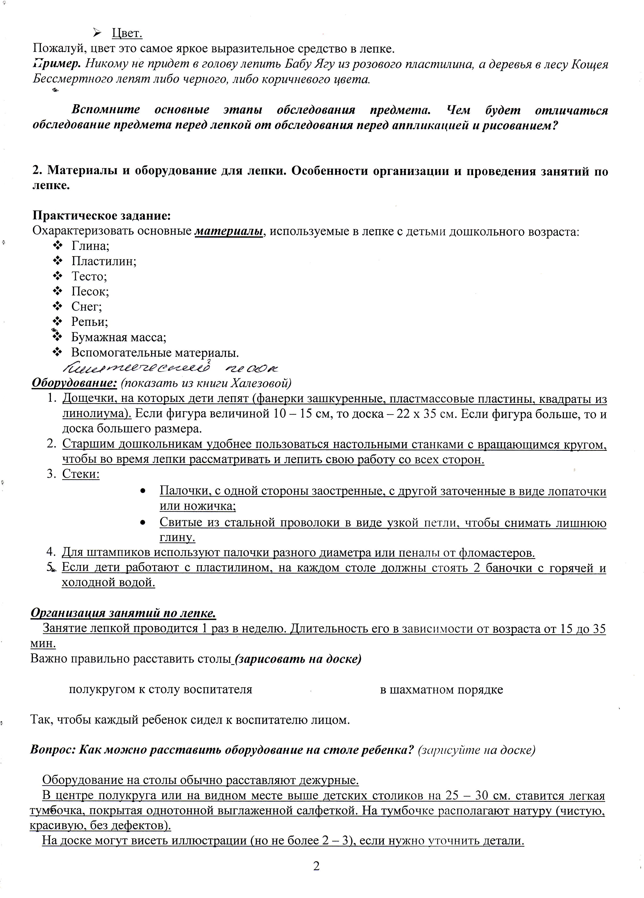 ➢ Цвет.
Пожалуй, цвет это самое яркое выразительное средство в лепке.
Пример. Никому не придет в голову лепить Бабу Ягу из розового пластилина, а деревья в лесу Кощея
Бессмертного лепят либо черного, либо коричневого цвета.
Вспомните основные этапы обследования предмета. Чем будет отличаться
обследование предмета перед лепкой от обследования перед аппликацией и рисованием?
2. Материалы и оборудование для лепки. Особенности организации и проведения занятий по
лепке.
Практическое задание:
Охарактеризовать основные материалы, используемые в лепке с детьми дошкольного возраста:
❖ Глина;
❖ Пластилин;
❖ Тесто;
❖ Песок;
❖ Снег;
❖ Репьи;
❖ Бумажная масса;
❖ Вспомогательные материалы.
Кинетический песок
Оборудование: (показать из книги Халезовой)
1. Дощечки, на которых дети лепят (фанерки зашкуренные, пластмассовые пластины, квадраты из
линолиума). Если фигура величиной 10 – 15 см, то доска – 22 х 35 см. Если фигура больше, то и
доска большего размера.
2. Старшим дошкольникам удобнее пользоваться настольными станками с вращающимся кругом,
чтобы во время лепки рассматривать и лепить свою работу со всех сторон.
3. Стеки:
• Палочки, с одной стороны заостренные, с другой заточенные в виде лопаточки
или ножичка;
• Свитые из стальной проволоки в виде узкой петли, чтобы снимать лишнюю
глину.
4. Для штампиков используют палочки разного диаметра или пеналы от фломастеров.
5. Если дети работают с пластилином, на каждом столе должны стоять 2 баночки с горячей и
холодной водой.
Организация занятий по лепке.
Занятие лепкой проводится 1 раз в неделю. Длительность его в зависимости от возраста от 15 до 35
мин.
Важно правильно расставить столы (зарисовать на доске)
полукругом к столу воспитателя в шахматном порядке
Так, чтобы каждый ребенок сидел к воспитателю лицом.
Вопрос: Как можно расставить оборудование на столе ребенка? (зарисуйте на доске)
Оборудование на столы обычно расставляют дежурные.
В центре полукруга или на видном месте выше детских столиков на 25 – 30 см. ставится легкая
тумбочка, покрытая однотонной выглаженной салфеткой. На тумбочке располагают натуру (чистую,
красивую, без дефектов).
На доске могут висеть иллюстрации (но не более 2 – 3), если нужно уточнить детали.
2